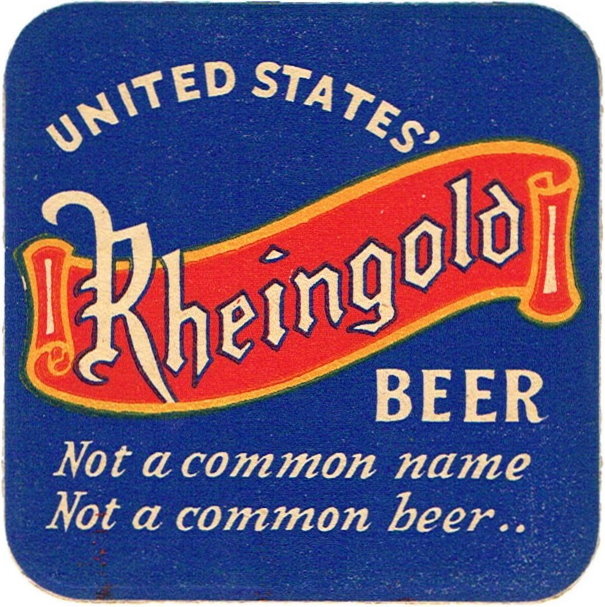 UNITED STATES'
Rheingold
BEER
Not a common name
Not a common beer..